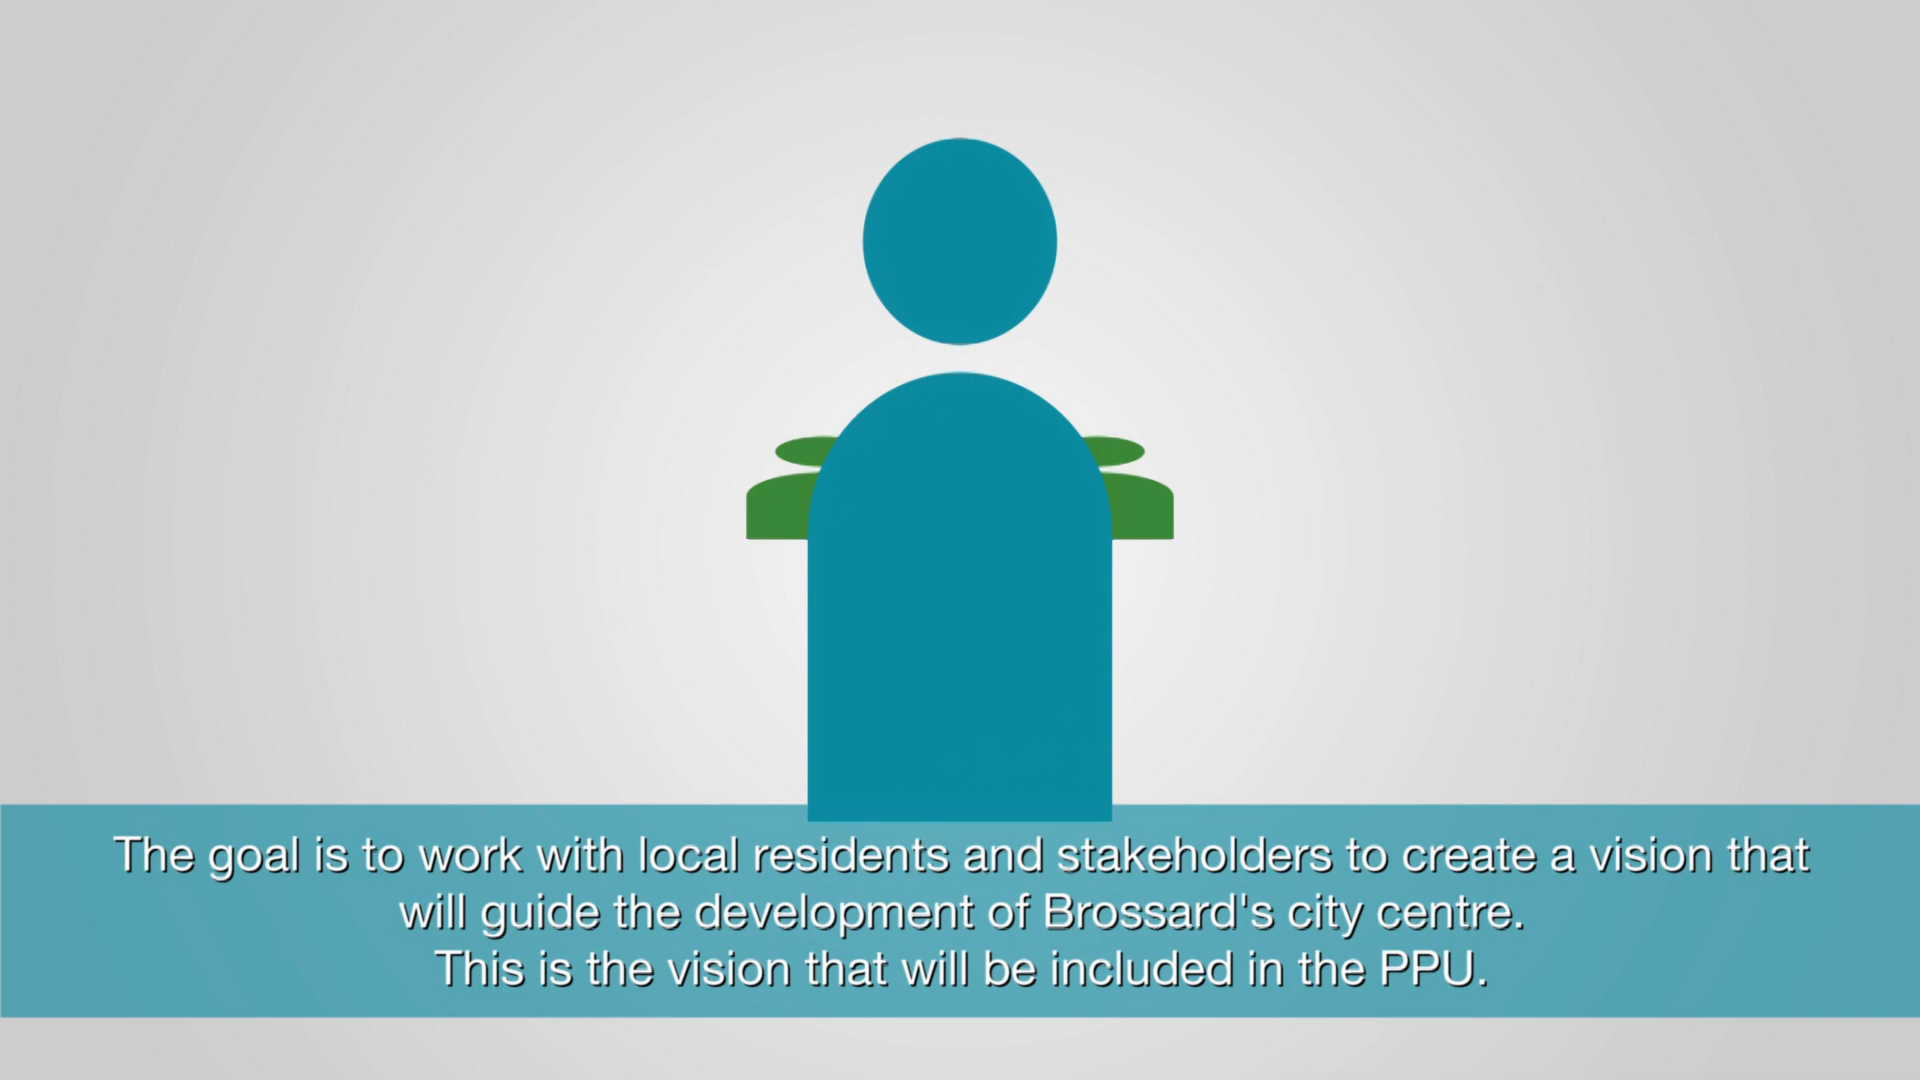 The goal is to work with local residents and stakeholders to create a vision that
will guide the development of Brossard's city centre.
This is the vision that will be included in the PPU.